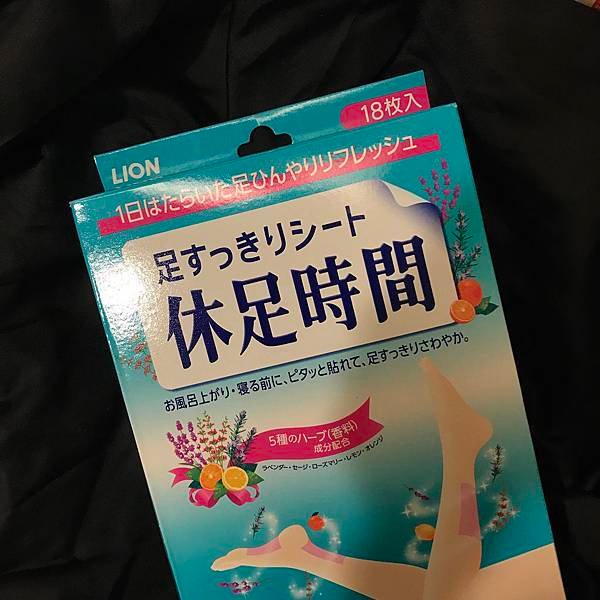 18枚入
LION
1日はたらいた足ひんやりリフレッシュ
足すっきりシート
休足時間
お風呂上がり・寝る前に、ピタッと貼れて、足すっきりさわやか。
5種のハーブ(香料)
成分配合
ラベンダー・セージ・ローズマリー・レモン・オレンジ